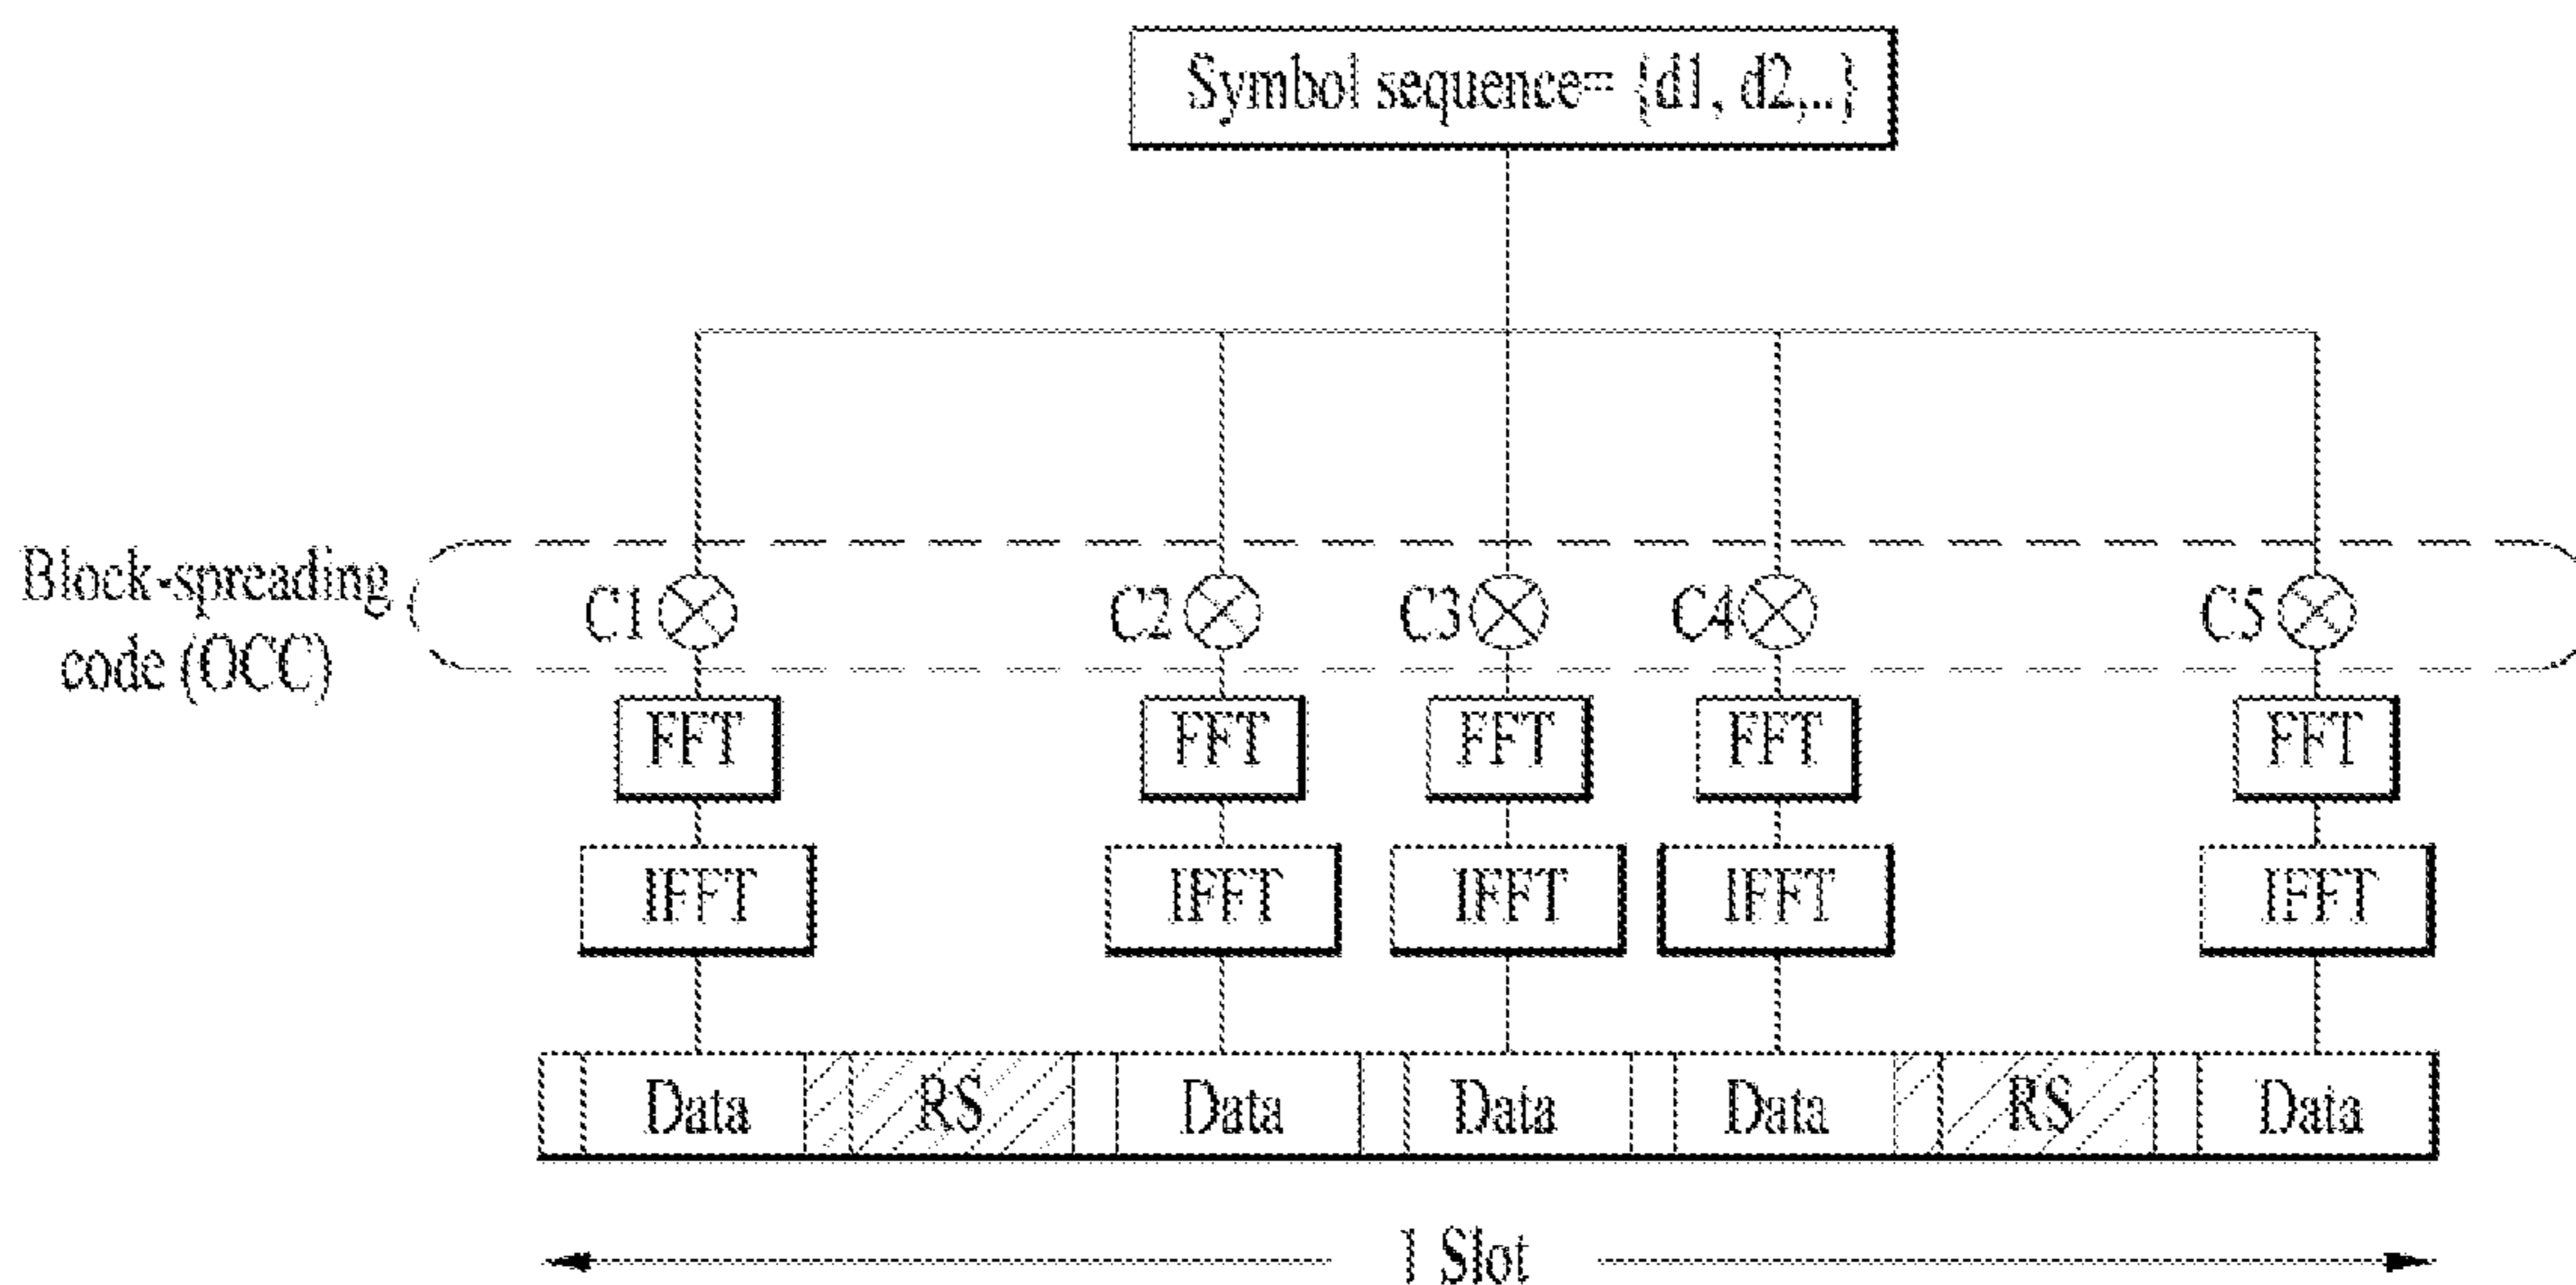 Symbol sequence= {d1, d2,..}
Block-spreading
code (OCC)
C1 C2 C3 C4 C5
FFT FFT FFT FFT FFT
IFFT IFFT IFFT IFFT IFFT
Data RS Data Data Data RS Data
1 Slot